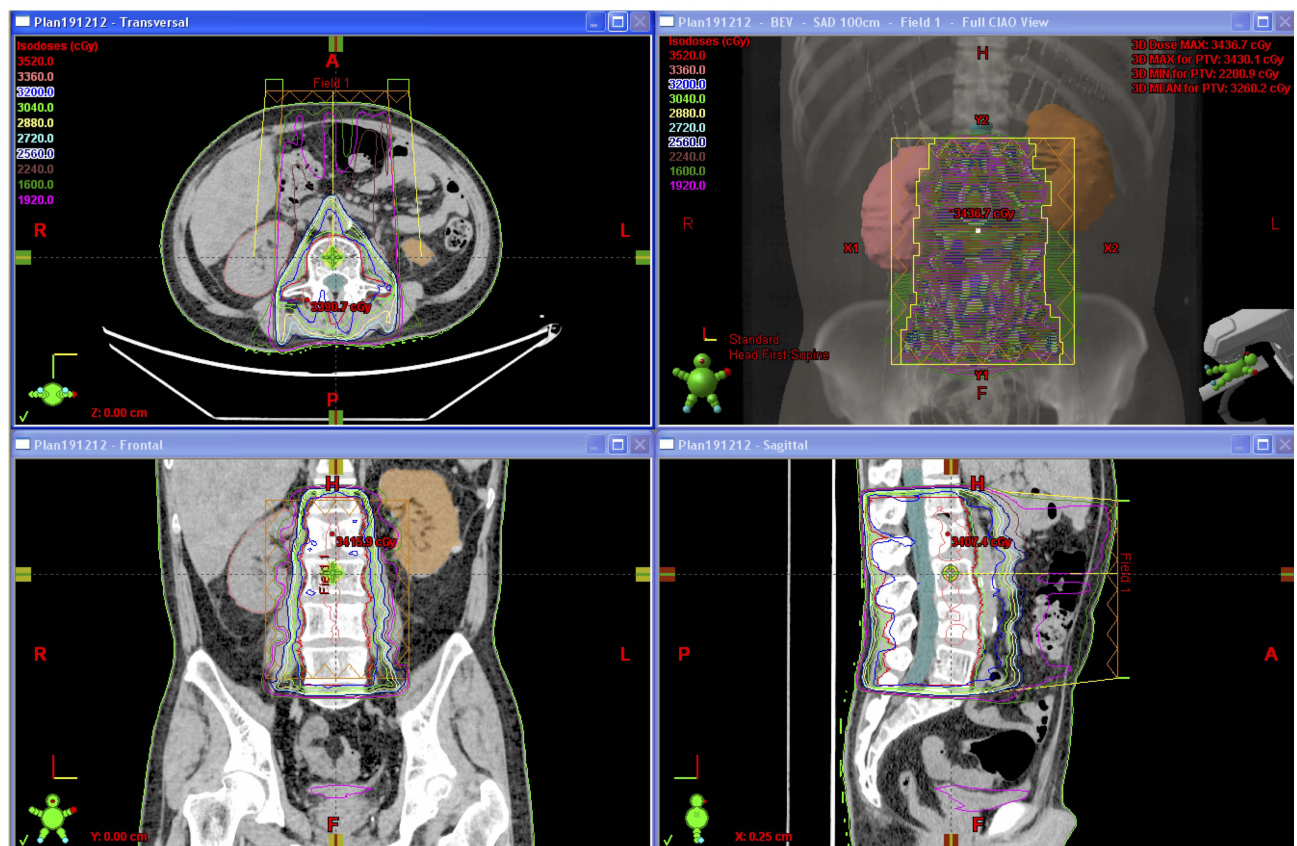 Plan191212 - Transversal
Isodoses (cGy)
3520.0
3360.0
3200.0
3040.0
2880.0
2720.0
2560.0
2240.0
1600.0
1920.0
A
Field 1
R
L
3390.7 cGy
P
Z: 0.00 cm
Plan191212 - BEV - SAD 100cm - Field 1 - Full CIAO View
Isodoses (cGy)
3520.0
3360.0
3200.0
3040.0
2880.0
2720.0
2560.0
2240.0
1600.0
1920.0
H
3D Dose MAX: 3436.7 cGy
3D MAX for PTV: 3430.1 cGy
3D MIN for PTV: 2200.9 cGy
3D MEAN for PTV: 3260.2 cGy
Y2
3436.7 cGy
R
L
X1
X2
Standard
Head First-Supine
Y1
F
Plan191212 - Frontal
H
3415.9 cGy
Field 1
R
L
F
Y: 0.00 cm
Plan191212 - Sagittal
H
3407.4 cGy
Field 1
P
A
F
X: 0.25 cm